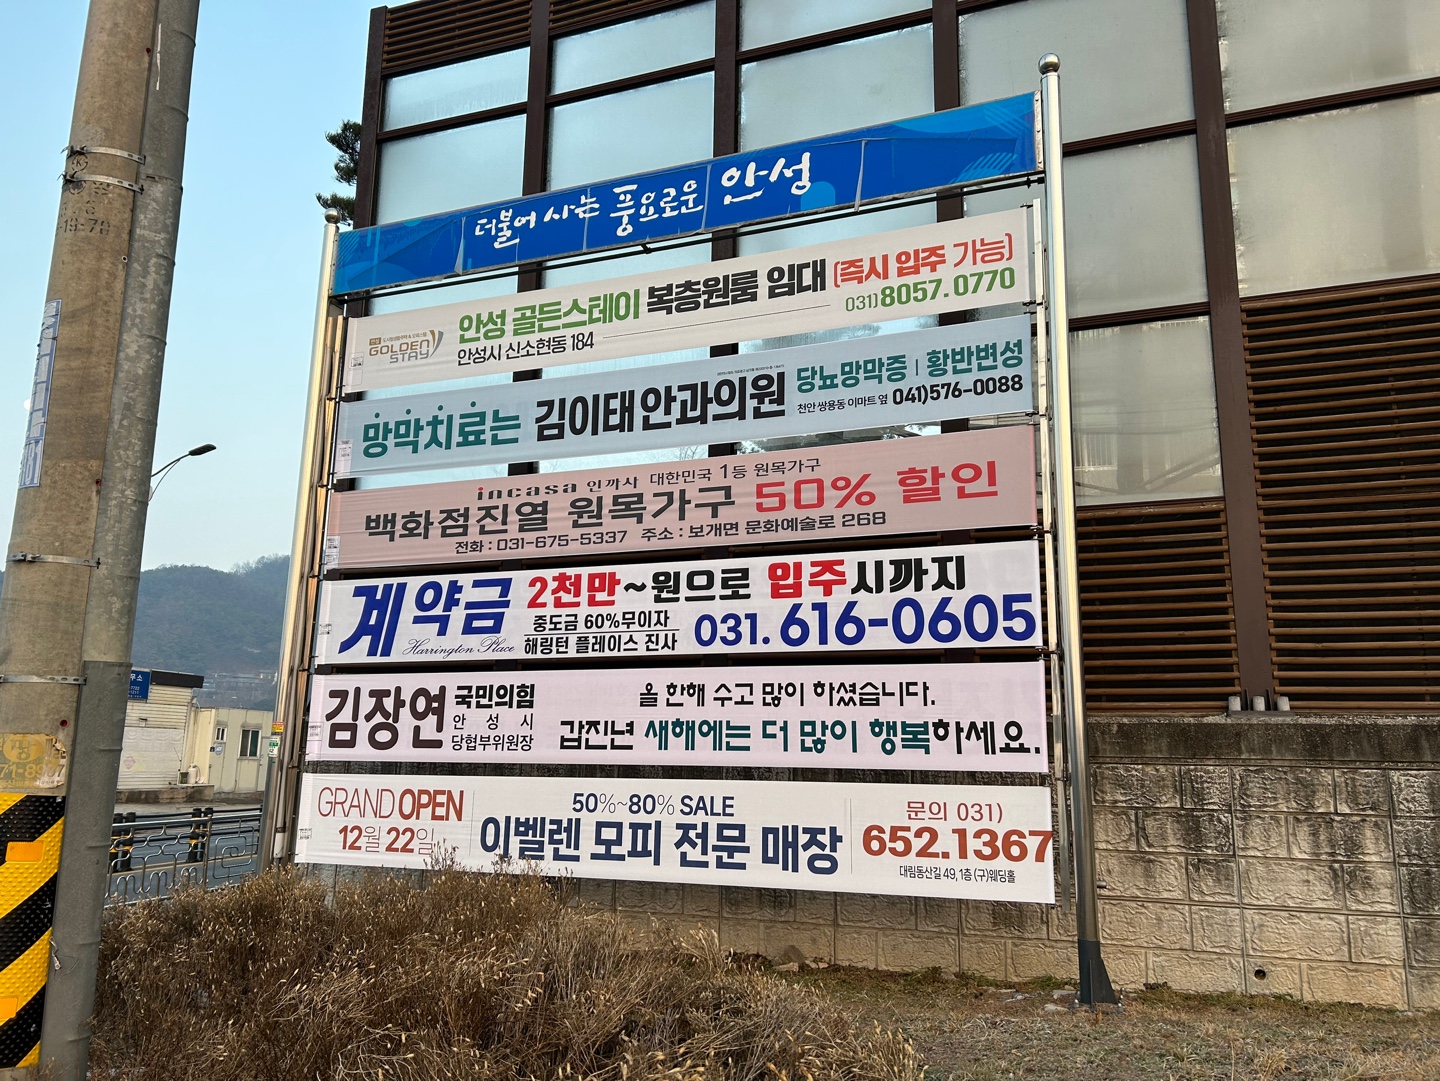 더불어 사는 풍요로운 안성
GOLDEN STAY
안성 골든스테이 복층원룸 임대 (즉시 입주 가능)
안성시 신소현동 184
031)8057.0770
망막치료는 김이태안과의원 당뇨망막증 | 황반변성
천안 쌍용동 이마트 옆 041)576-0088
incasa 인까사 대한민국 1등 원목가구
백화점진열 원목가구 50% 할인
전화 : 031-675-5337 주소 : 보개면 문화예술로 268
계약금 2천만~원으로 입주시까지
Harrington Place
중도금 60%무이자
해링턴 플레이스 진사
031. 616-0605
김장연 국민의힘
안성시
당협부위원장
올 한해 수고 많이 하셨습니다.
갑진년 새해에는 더 많이 행복하세요.
GRAND OPEN
12월 22일
50%~80% SALE
이벨렌 모피 전문 매장
문의 031)
652.1367
대림동산길 49, 1층 (구)웨딩홀